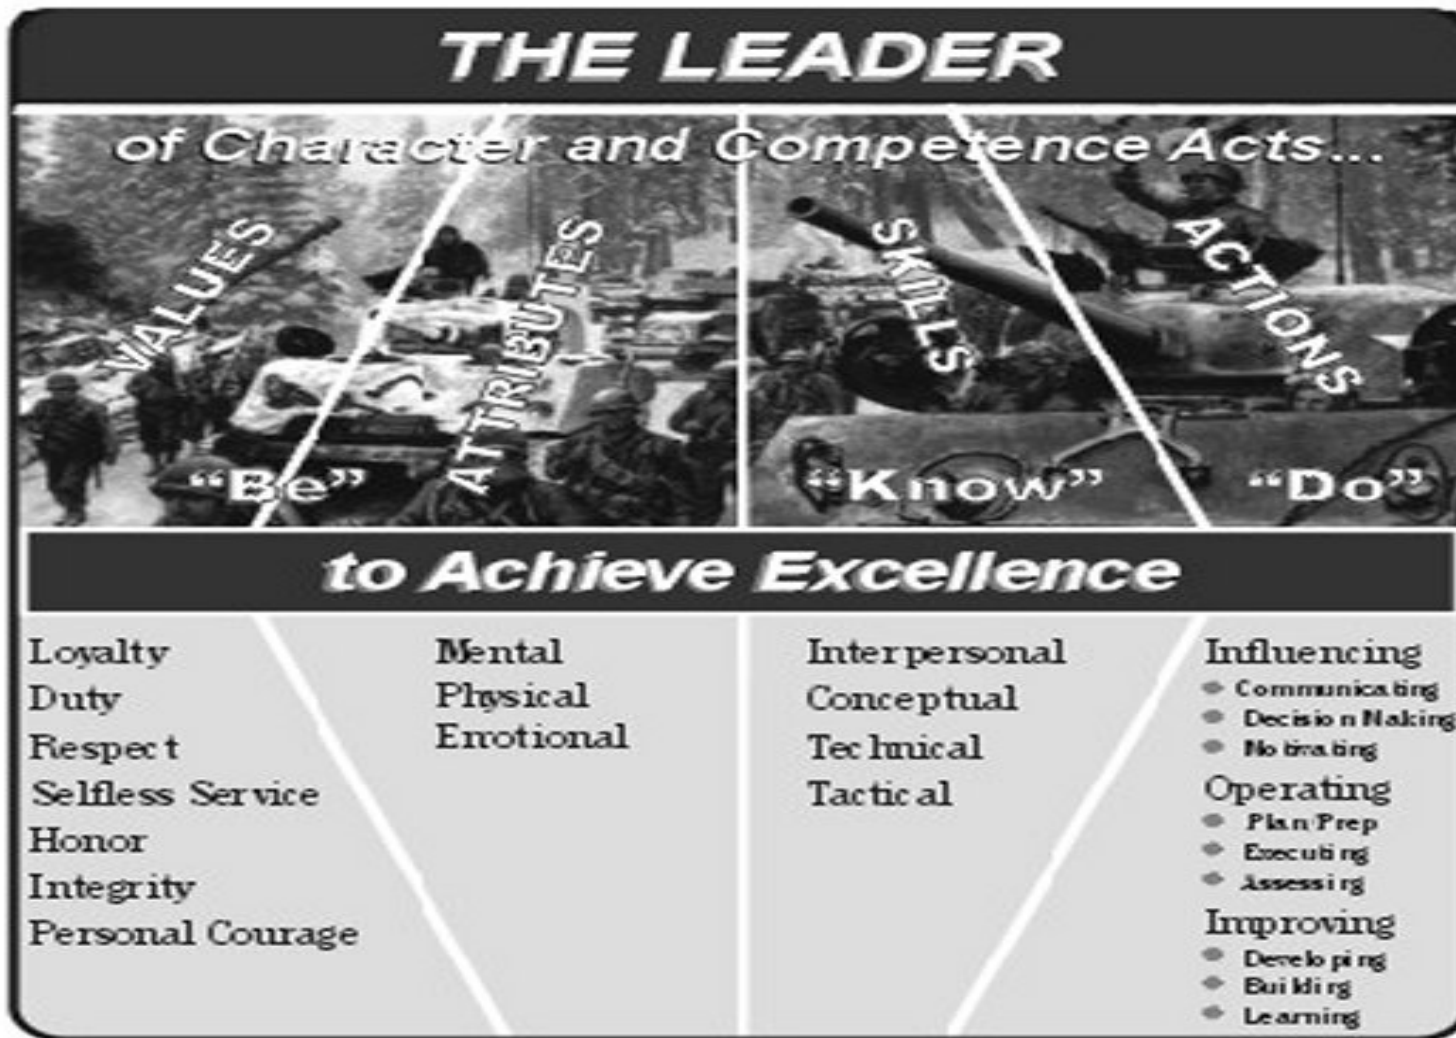 THE LEADER
of Character and Competence Acts...
VALUES
ATTRIBUTES
SKILLS
ACTIONS
“Be”
“Know”
“Do”
to Achieve Excellence
Loyalty
Duty
Respect
Selfless Service
Honor
Integrity
Personal Courage
Mental
Physical
Emotional
Interpersonal
Conceptual
Technical
Tactical
Influencing
Communicating
Decision Making
Motivating
Operating
Plan/Prep
Executing
Assessing
Improving
Developing
Building
Learning